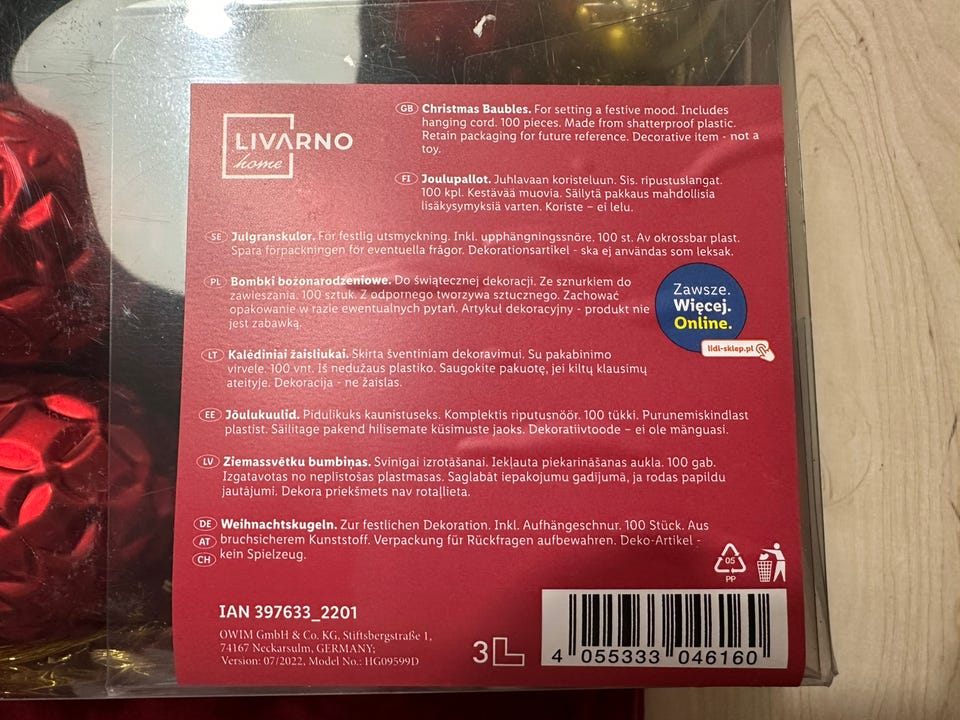 LIVARNO
home
GB Christmas Baubles. For setting a festive mood. Includes
hanging cord. 100 pieces. Made from shatterproof plastic.
Retain packaging for future reference. Decorative item - not a
toy.
FI Joulupallot. Juhlavaan koristeluun. Sis. ripustuslangat.
100 kpl. Kestävää muovia. Säilytä pakkaus mahdollisia
lisäkysymyksiä varten. Koriste – ei lelu.
SE Julgranskulor. För festlig utsmyckning. Inkl. upphängningssnöre. 100 st. Av okrossbar plast.
Spara förpackningen för eventuella frågor. Dekorationsartikel - ska ej användas som leksak.
PL Bombki bożonarodzeniowe. Do świątecznej dekoracji. Ze sznurkiem do
zawieszania. 100 sztuk. Z odpornego tworzywa sztucznego. Zachować
opakowanie w razie ewentualnych pytań. Artykuł dekoracyjny - produkt nie
jest zabawką.
Zawsze.
Więcej.
Online.
lidl-sklep.pl
LT Kalėdiniai žaisliukai. Skirta šventiniam dekoravimui. Su pakabinimo
virvele. 100 vnt. Iš nedužaus plastiko. Saugokite pakuotę, jei kiltų klausimų
ateityje. Dekoracija - ne žaislas.
EE Jõulukuulid. Pidulikuks kaunistuseks. Komplektis riputusnöör. 100 tükki. Purunemiskindlast
plastist. Säilitage pakend hilisemate küsimuste jaoks. Dekoratiivtoode – ei ole mänguasi.
LV Ziemassvētku bumbiņas. Svinīgai izrotāšanai. Iekļauta piekarināšanas aukla. 100 gab.
Izgatavotas no neplīstošas plastmasas. Saglabāt iepakojumu gadījumā, ja rodas papildu
jautājumi. Dekora priekšmets nav rotaļlieta.
DE AT CH Weihnachtskugeln. Zur festlichen Dekoration. Inkl. Aufhängeschnur. 100 Stück. Aus
bruchsicherem Kunststoff. Verpackung für Rückfragen aufbewahren. Deko-Artikel -
kein Spielzeug.
05
PP
IAN 397633_2201
OWIM GmbH & Co. KG, Stiftsbergstraße 1,
74167 Neckarsulm, GERMANY;
Version: 07/2022, Model No.: HG09599D
3L
4 055333 046160